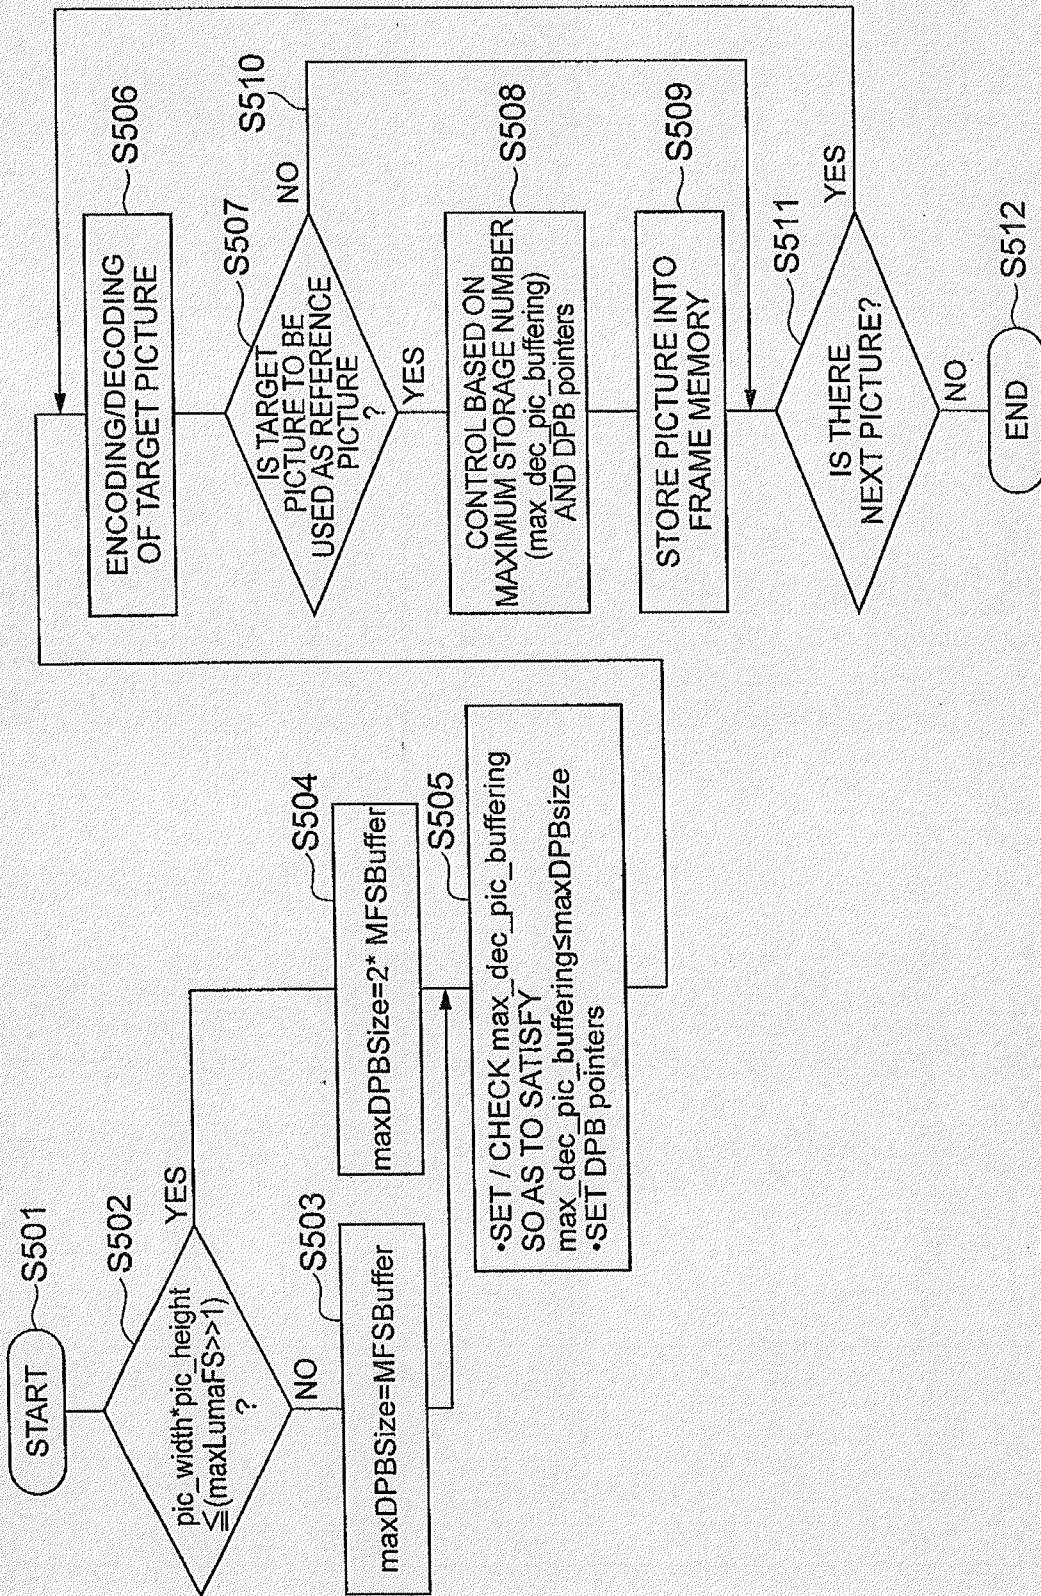 START
S501
pic_width*pic_height
≦(maxLumaFS>>1)
?
S502
YES
NO
S503
maxDPBSize=MFSBuffer
S504
maxDPBSize=2* MFSBuffer
S505
•SET / CHECK max_dec_pic_buffering
SO AS TO SATISFY
max_dec_pic_buffering≤maxDPBsize
•SET DPB pointers
ENCODING/DECODING
OF TARGET PICTURE
S506
IS TARGET
PICTURE TO BE
USED AS REFERENCE
PICTURE
?
S507
NO
S510
YES
CONTROL BASED ON
MAXIMUM STORAGE NUMBER
(max_dec_pic_buffering)
AND DPB pointers
S508
STORE PICTURE INTO
FRAME MEMORY
S509
IS THERE
NEXT PICTURE?
S511
YES
NO
END
S512